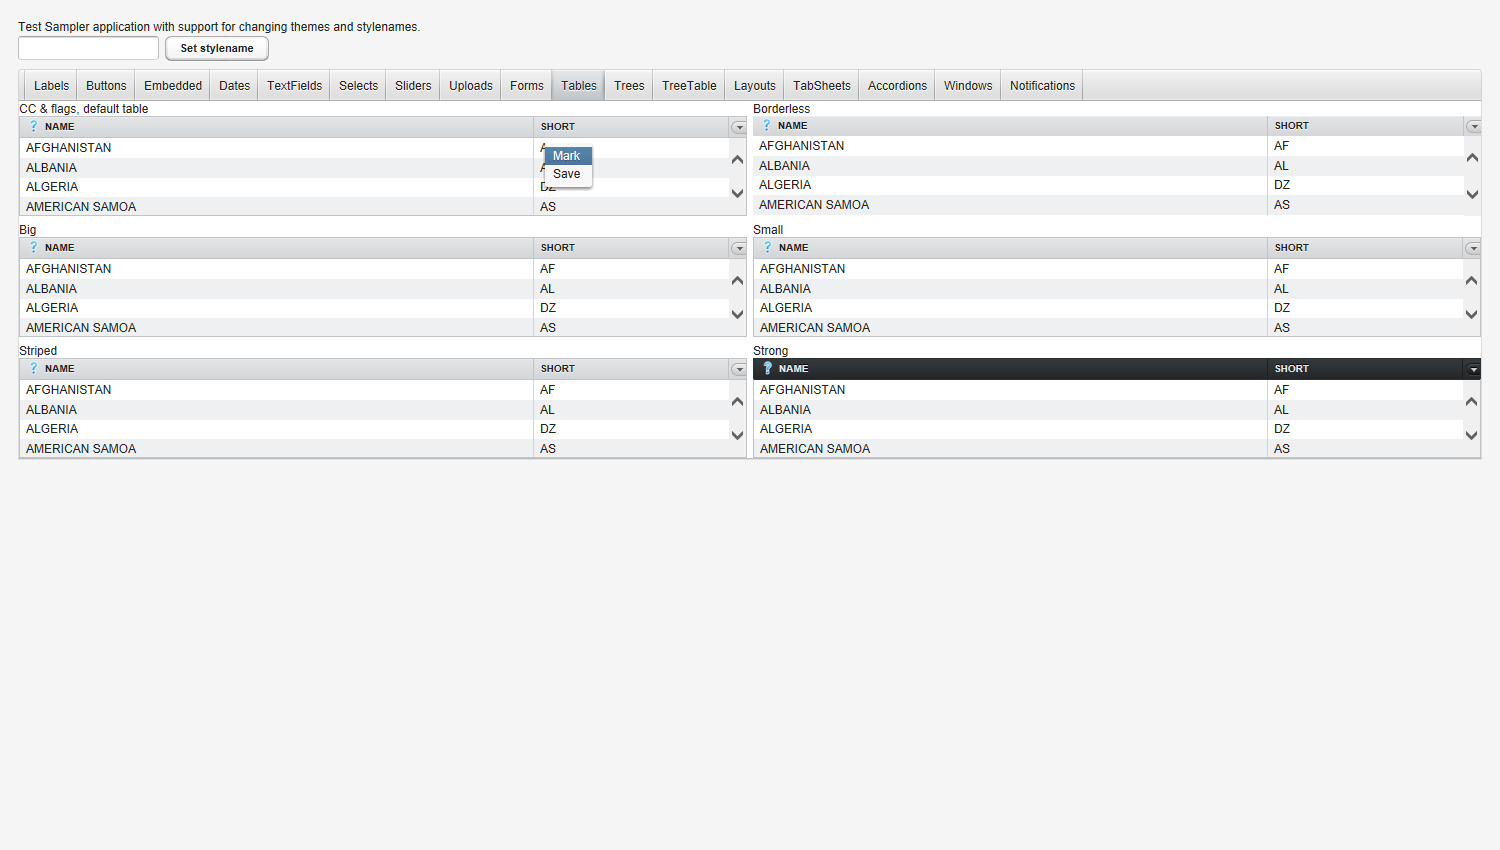 Test Sampler application with support for changing themes and stylenames.
Set stylename
Labels Buttons Embedded Dates TextFields Selects Sliders Uploads Forms Tables Trees TreeTable Layouts TabSheets Accordions Windows Notifications
CC & flags, default table
? NAME SHORT
AFGHANISTAN
ALBANIA
ALGERIA DZ
AMERICAN SAMOA AS
Mark
Save
Borderless
? NAME SHORT
AFGHANISTAN AF
ALBANIA AL
ALGERIA DZ
AMERICAN SAMOA AS
Big
? NAME SHORT
AFGHANISTAN AF
ALBANIA AL
ALGERIA DZ
AMERICAN SAMOA AS
Small
? NAME SHORT
AFGHANISTAN AF
ALBANIA AL
ALGERIA DZ
AMERICAN SAMOA AS
Striped
? NAME SHORT
AFGHANISTAN AF
ALBANIA AL
ALGERIA DZ
AMERICAN SAMOA AS
Strong
? NAME SHORT
AFGHANISTAN AF
ALBANIA AL
ALGERIA DZ
AMERICAN SAMOA AS